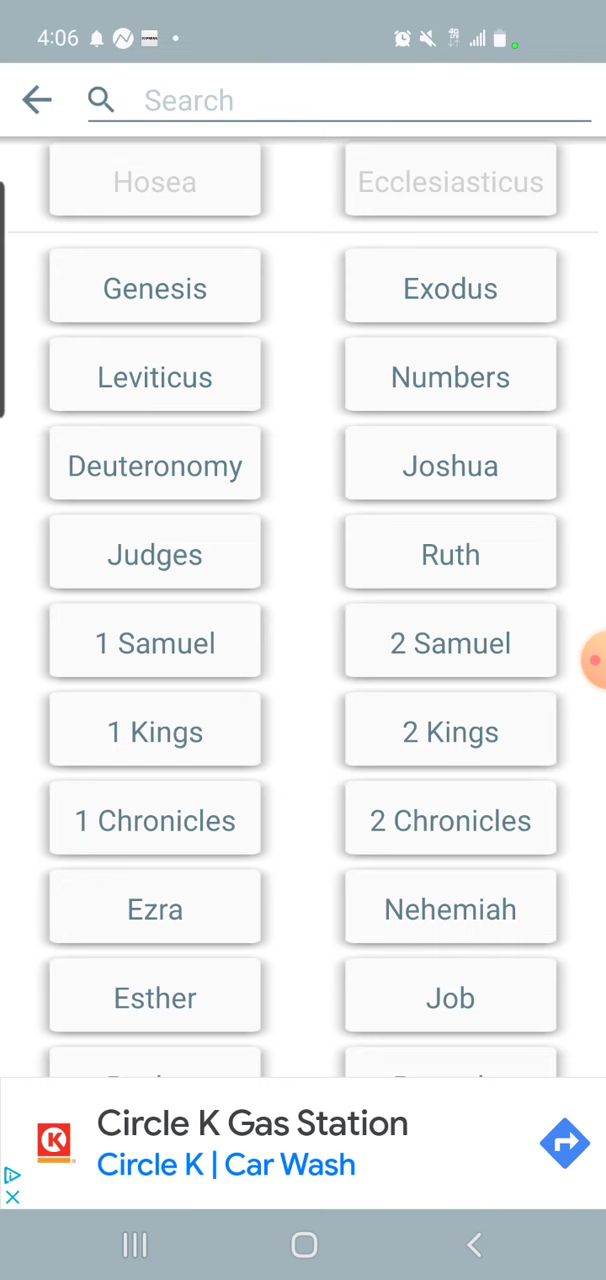 4:06
Search
Hosea
Ecclesiasticus
Genesis
Exodus
Leviticus
Numbers
Deuteronomy
Joshua
Judges
Ruth
1 Samuel
2 Samuel
1 Kings
2 Kings
1 Chronicles
2 Chronicles
Ezra
Nehemiah
Esther
Job
Circle K Gas Station
Circle K | Car Wash